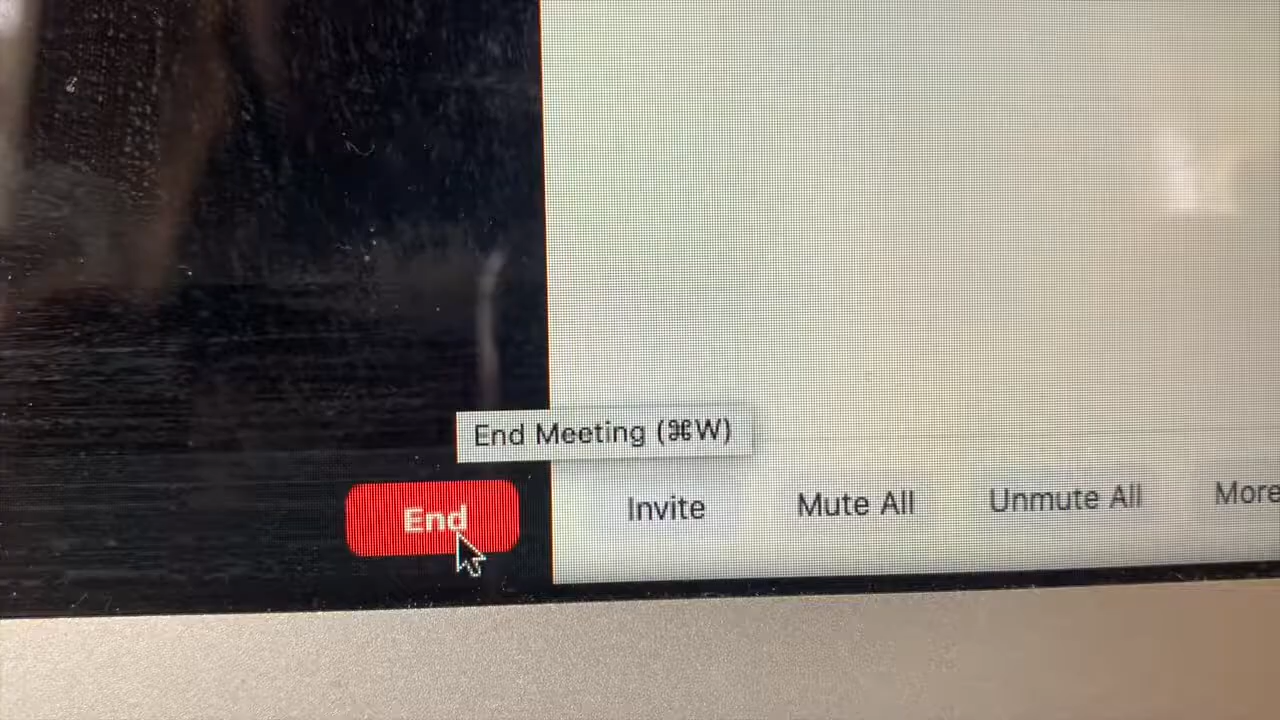 End Meeting (⌘W)
End
Invite
Mute All
Unmute All
More